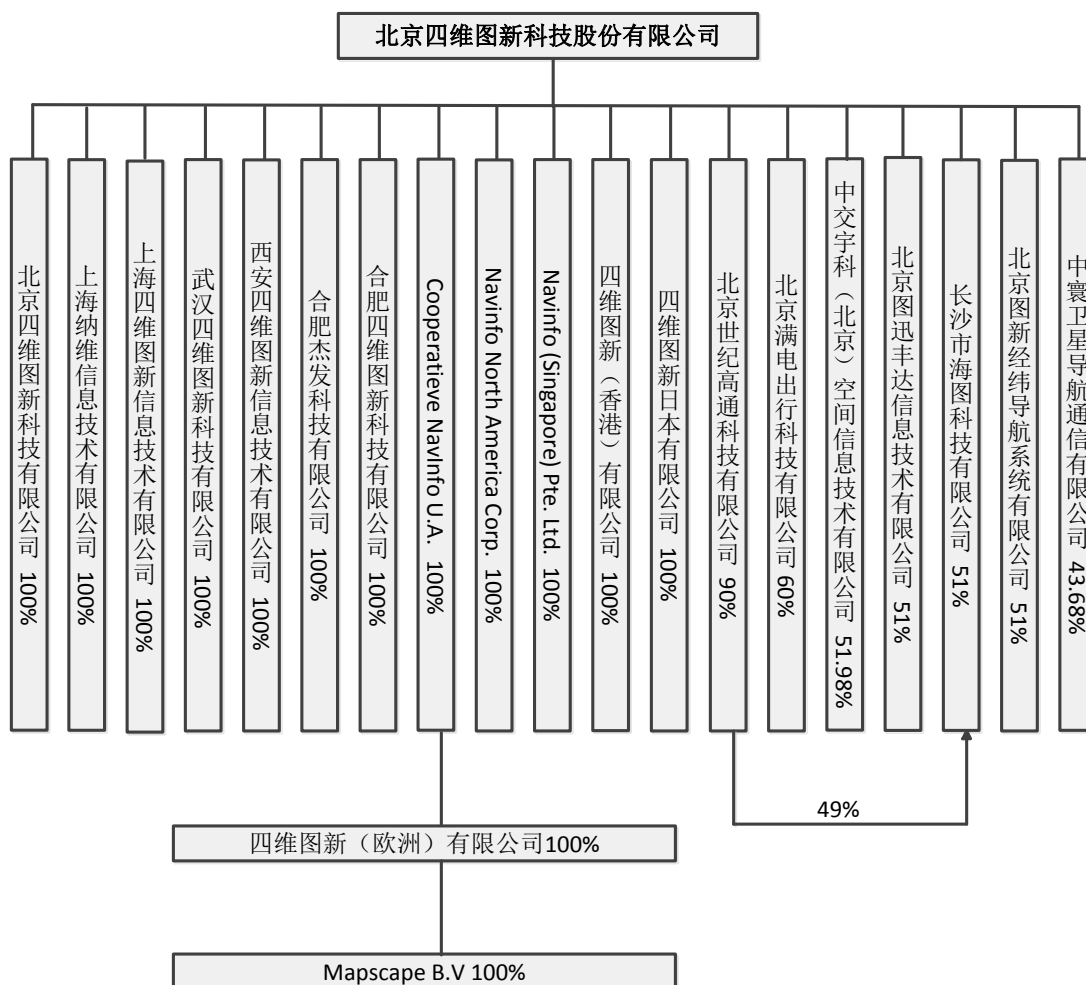 北京四维图新科技股份有限公司
北京四维图新科技有限公司 100%
上海纳维信息技术有限公司 100%
上海四维图新信息技术有限公司 100%
武汉四维图新科技有限公司 100%
西安四维图新信息技术有限公司 100%
合肥杰发科技有限公司 100%
合肥四维图新科技有限公司 100%
Cooperatieve NavInfo U.A. 100%
Navinfo North America Corp. 100%
Navinfo (Singapore) Pte. Ltd. 100%
四维图新（香港）有限公司 100%
四维图新日本有限公司 100%
北京世纪高通科技有限公司 90%
北京满电出行科技有限公司 60%
中交宇科（北京）空间信息技术有限公司 51.98%
北京图迅丰达信息技术有限公司 51%
长沙市海图科技有限公司 51%
北京图新经纬导航系统有限公司 51%
中寰卫星导航通信有限公司 43.68%
49%
四维图新（欧洲）有限公司100%
Mapscape B.V 100%